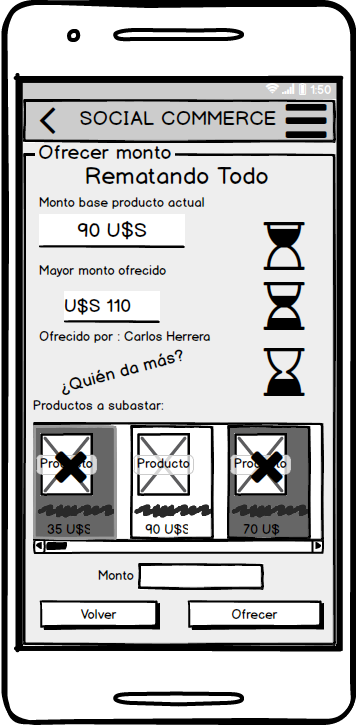 1:50
SOCIAL COMMERCE
Ofrecer monto
Rematando Todo
Monto base producto actual
90 U$S
Mayor monto ofrecido
U$S 110
Ofrecido por : Carlos Herrera
¿Quién da más?
Productos a subastar:
Producto Producto Producto
35 U$S 90 U$S 70 U$
Monto
Volver Ofrecer